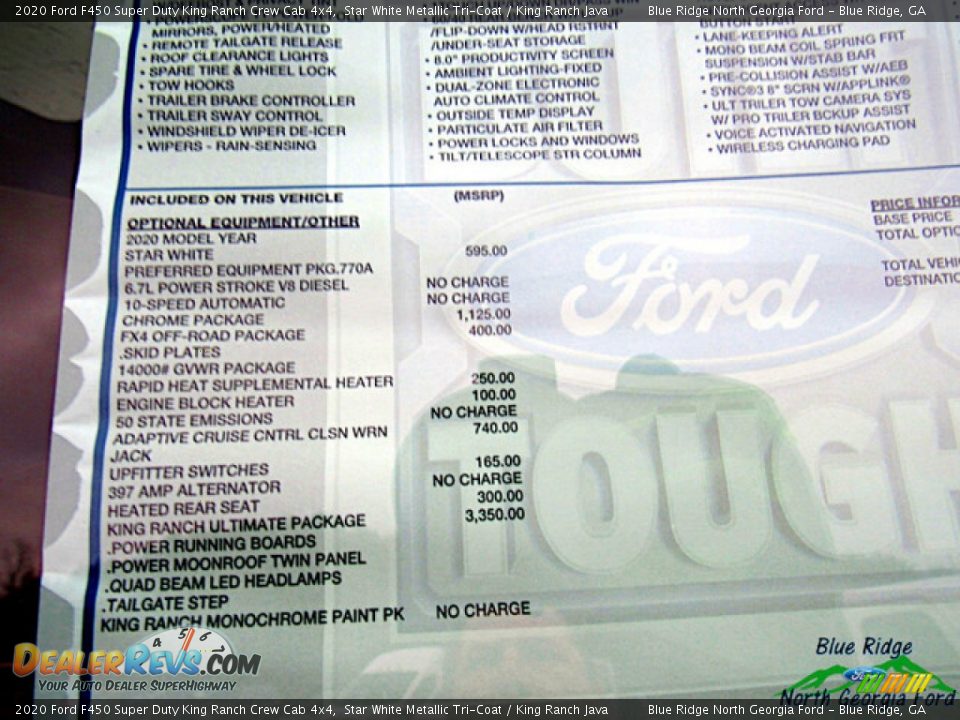 2020 Ford F450 Super Duty King Ranch Crew Cab 4x4, Star White Metallic Tri-Coat / King Ranch Java Blue Ridge North Georgia Ford - Blue Ridge, GA
MIRRORS, POWER/HEATED
• REMOTE TAILGATE RELEASE
• ROOF CLEARANCE LIGHTS
• SPARE TIRE & WHEEL LOCK
• TOW HOOKS
• TRAILER BRAKE CONTROLLER
• TRAILER SWAY CONTROL
• WINDSHIELD WIPER DE-ICER
• WIPERS - RAIN-SENSING
/FLIP-DOWN W/HEAD RSTRNT
/UNDER-SEAT STORAGE
• 8.0" PRODUCTIVITY SCREEN
• AMBIENT LIGHTING-FIXED
• DUAL-ZONE ELECTRONIC
AUTO CLIMATE CONTROL
• OUTSIDE TEMP DISPLAY
• PARTICULATE AIR FILTER
• POWER LOCKS AND WINDOWS
• TILT/TELESCOPE STR COLUMN
BUTTON START
• LANE-KEEPING ALERT
• MONO BEAM COIL SPRING FRT
SUSPENSION W/STAB BAR
• PRE-COLLISION ASSIST W/AEB
• SYNC®3 8" SCRN W/APPLINK®
• ULT TRILER TOW CAMERA SYS
W/ PRO TRILER BCKUP ASSIST
• VOICE ACTIVATED NAVIGATION
• WIRELESS CHARGING PAD
INCLUDED ON THIS VEHICLE (MSRP)
OPTIONAL EQUIPMENT/OTHER
2020 MODEL YEAR
STAR WHITE 595.00
PREFERRED EQUIPMENT PKG.770A
6.7L POWER STROKE V8 DIESEL NO CHARGE
10-SPEED AUTOMATIC NO CHARGE
CHROME PACKAGE 1,125.00
FX4 OFF-ROAD PACKAGE 400.00
.SKID PLATES
14000# GVWR PACKAGE
RAPID HEAT SUPPLEMENTAL HEATER 250.00
ENGINE BLOCK HEATER 100.00
50 STATE EMISSIONS NO CHARGE
ADAPTIVE CRUISE CNTRL CLSN WRN 740.00
JACK
UPFITTER SWITCHES 165.00
397 AMP ALTERNATOR NO CHARGE
HEATED REAR SEAT 300.00
KING RANCH ULTIMATE PACKAGE 3,350.00
.POWER RUNNING BOARDS
.POWER MOONROOF TWIN PANEL
.QUAD BEAM LED HEADLAMPS
.TAILGATE STEP
KING RANCH MONOCHROME PAINT PK NO CHARGE
PRICE INFOR
BASE PRICE
TOTAL OPTIO
TOTAL VEHI
DESTINATIO
Ford
TOUGH
4 5 6
DEALERREVS.COM
YOUR AUTO DEALER SUPERHIGHWAY
Blue Ridge
North Georgia Ford
2020 Ford F450 Super Duty King Ranch Crew Cab 4x4, Star White Metallic Tri-Coat / King Ranch Java Blue Ridge North Georgia Ford - Blue Ridge, GA